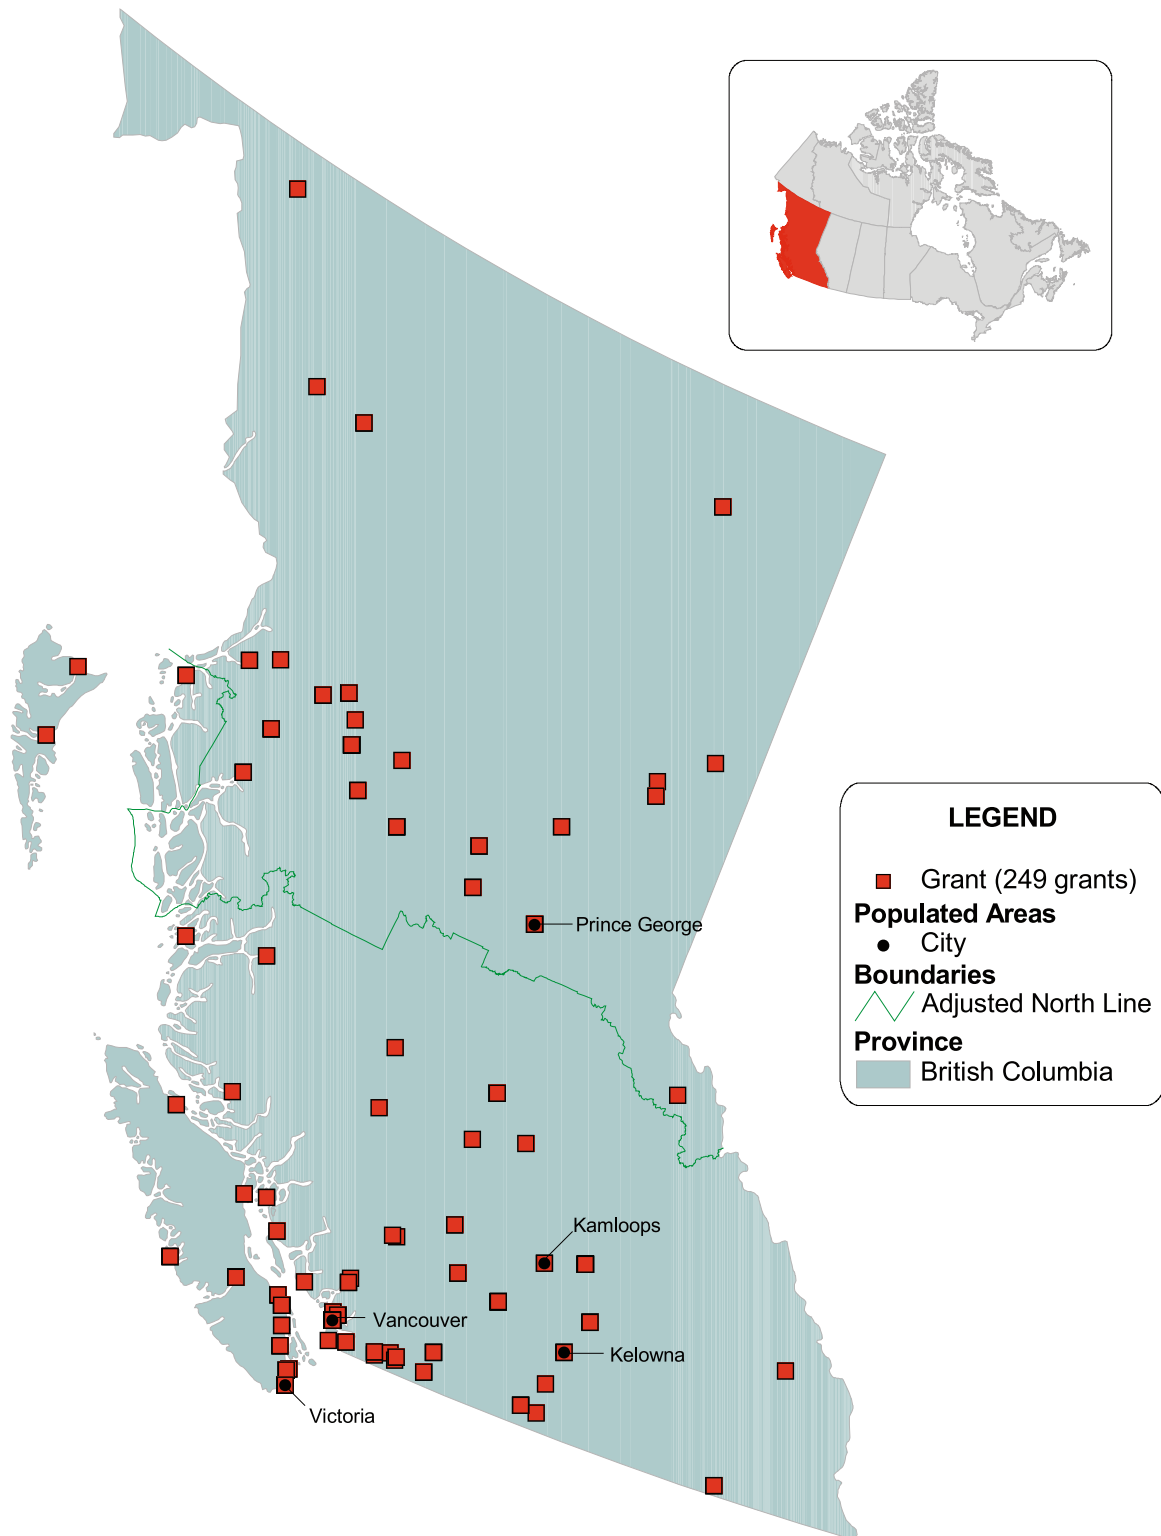 LEGEND
Grant (249 grants)
Populated Areas
City
Boundaries
Adjusted North Line
Province
British Columbia
Prince George
Kamloops
Vancouver
Kelowna
Victoria